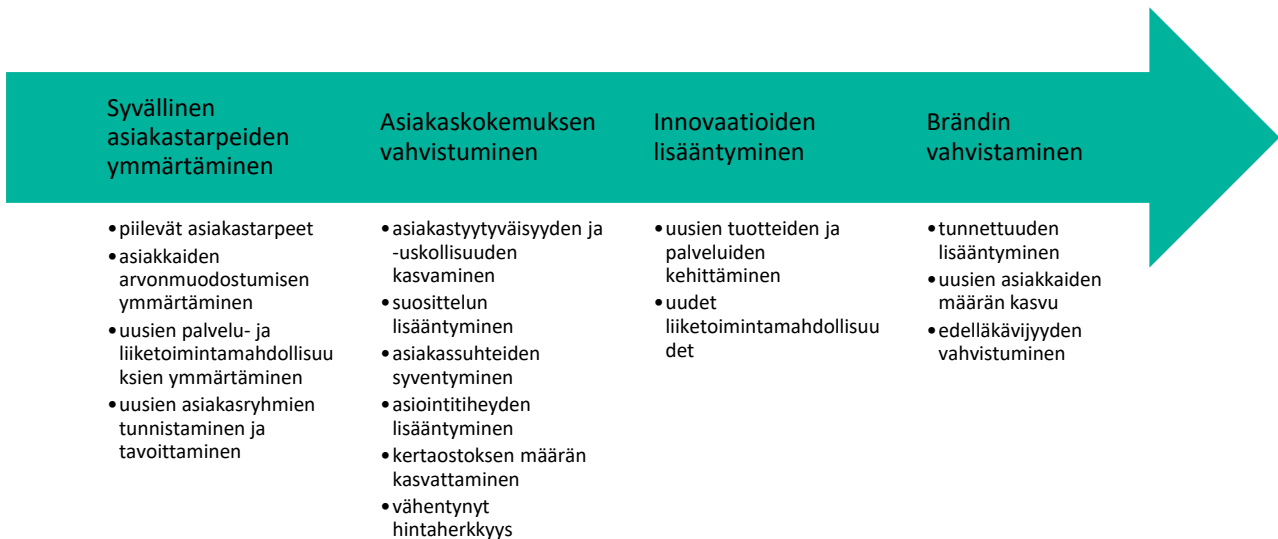 Syvällinen
asiakastarpeiden
ymmärtäminen
Asiakaskokemuksen
vahvistuminen
Innovaatioiden
lisääntyminen
Brändin
vahvistaminen
•piilevät asiakastarpeet
•asiakkaiden
arvonmuodostumisen
ymmärtäminen
•uusien palvelu- ja
liiketoimintamahdollisuu
ksien ymmärtäminen
•uusien asiakasryhmien
tunnistaminen ja
tavoittaminen
•asiakastyytyväisyyden ja
-uskollisuuden
kasvaminen
•suosittelun
lisääntyminen
•asiakassuhteiden
syventyminen
•asiointitiheyden
lisääntyminen
•kertaostoksen määrän
kasvattaminen
•vähentynyt
hintaherkkyys
•uusien tuotteiden ja
palveluiden
kehittäminen
•uudet
liiketoimintamahdollisuu
det
•tunnettuuden
lisääntyminen
•uusien asiakkaiden
määrän kasvu
•edelläkävijyyden
vahvistuminen